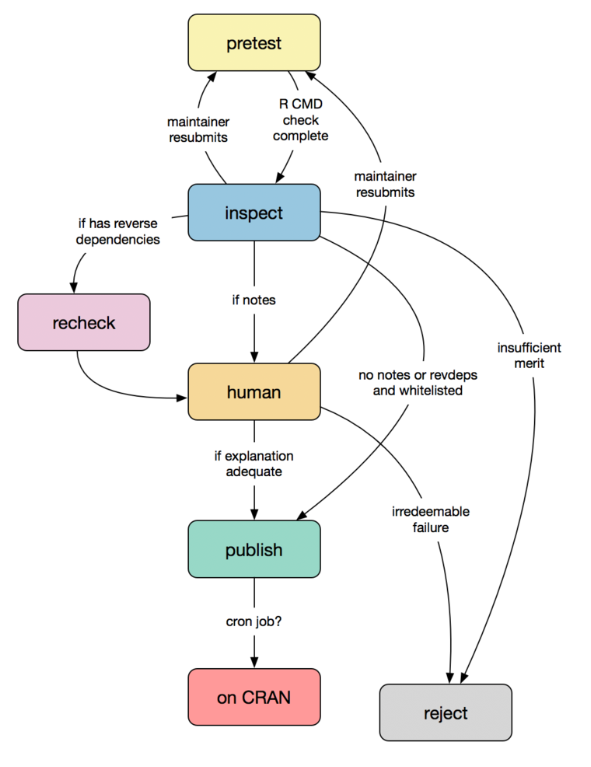 pretest
maintainer
resubmits
R CMD
check
complete
maintainer
resubmits
inspect
if has reverse
dependencies
if notes
recheck
insufficient
merit
human
no notes or revdeps
and whitelisted
if explanation
adequate
irredeemable
failure
publish
cron job?
on CRAN
reject